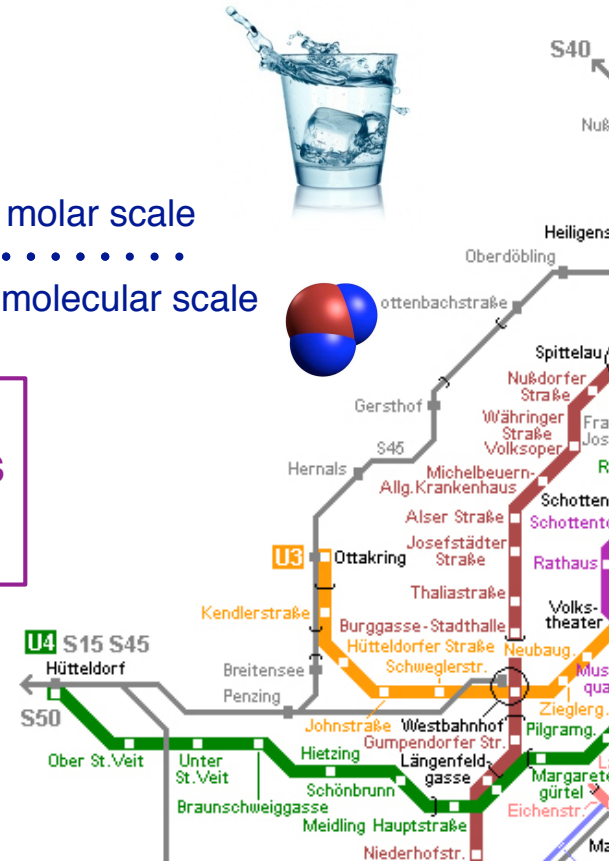 S40
molar scale
molecular scale
Heiligens
Oberdöbling
ottenbachstraße
Spittelau
Nußdorfer
Straße
Gersthof
Währinger
Straße
Volksoper
S45
Hernals
Michelbeuern-
Allg.Krankenhaus
Schotten
Alser Straße
Schottent
Josefstädter
Straße
U3 Ottakring
Rathaus
Thaliastraße
Kendlerstraße
Volks-
theater
Burggasse-Stadthalle
Hütteldorfer Straße
Neubaug.
U4 S15 S45
Schweglerstr.
Hütteldorf
Breitensee
Mus
qua
Penzing
Zieglerg.
S50
Johnstraße
Westbahnhof
Pilgramg.
Gumpendorfer Str.
Ober St.Veit
Unter
St.Veit
Hietzing
Längenfeld-
gasse
Margarete
gürtel
Schönbrunn
Braunschweiggasse
Eichenstr.
Meidling Hauptstraße
Niederhofstr.